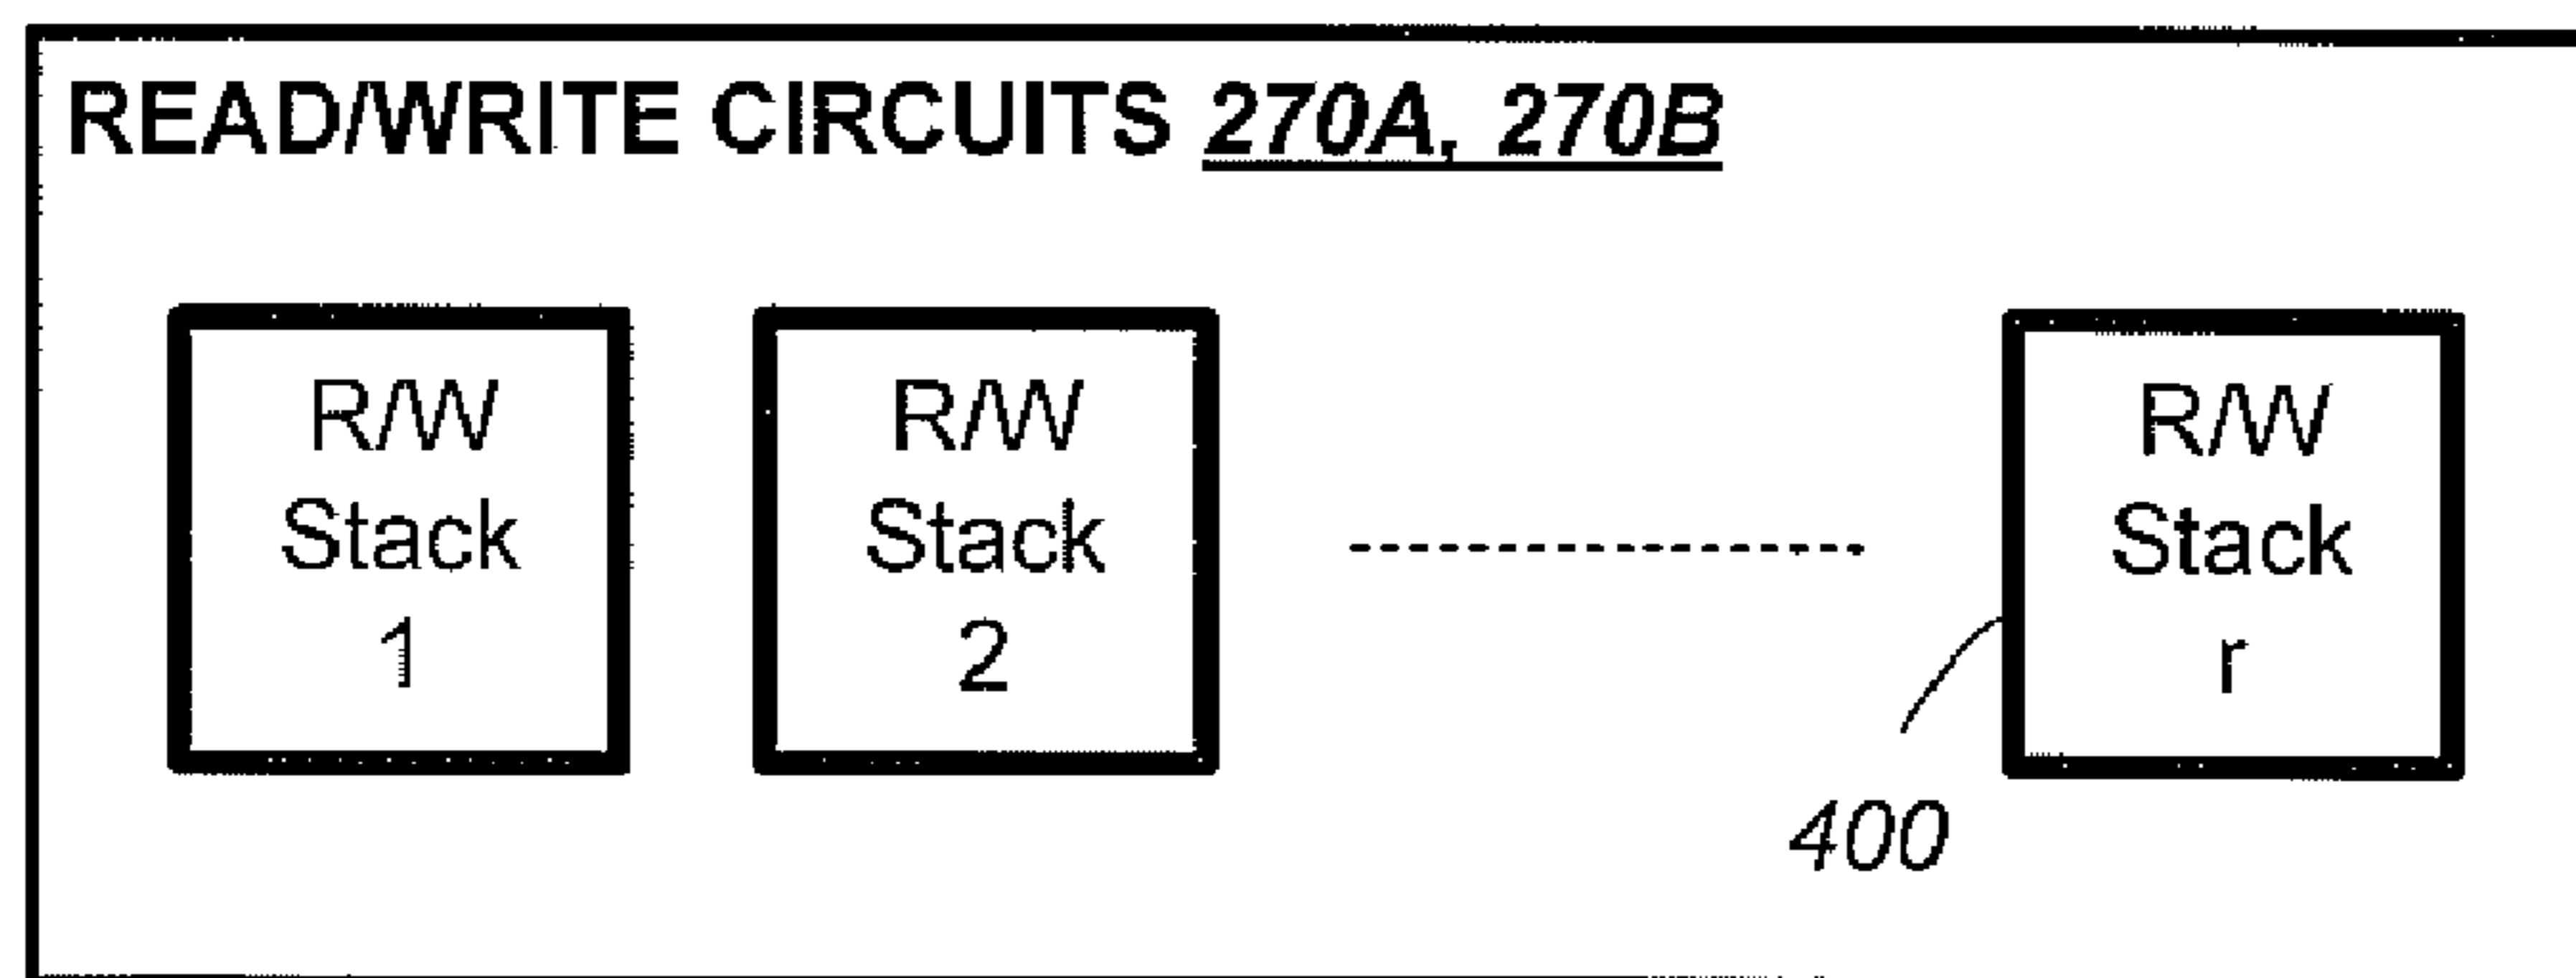 READ/WRITE CIRCUITS 270A, 270B
R/W
Stack
1
R/W
Stack
2
R/W
Stack
r
400